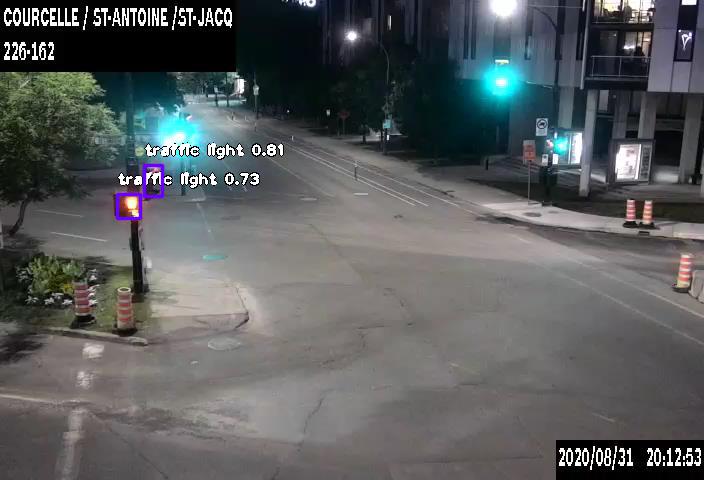 COURCELLE / ST-ANTOINE /ST-JACQ
226-162
traffic light 0.81
traffic light 0.73
2020/08/31 20:12:53